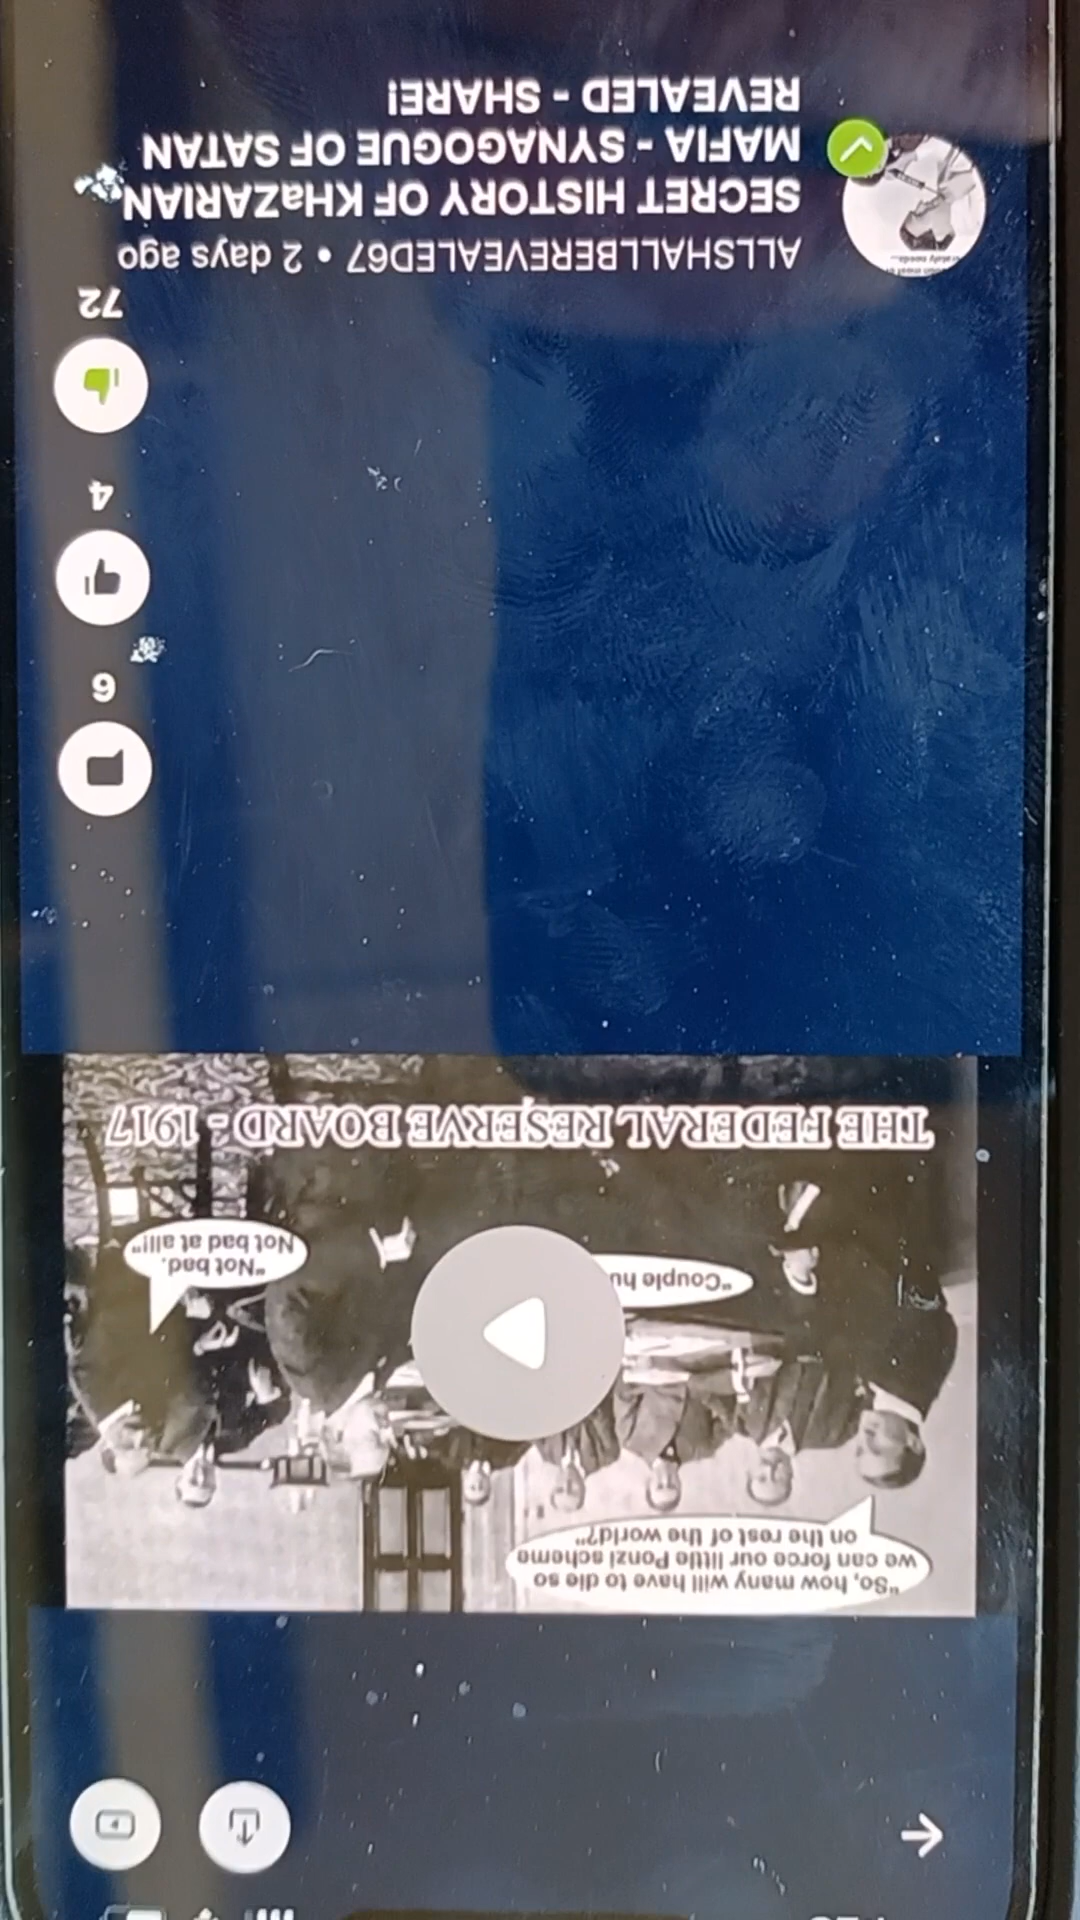 "So, how many will have to die so
we can force our little Ponzi scheme
on the rest of the world?"
"Couple
"Not bad.
Not bad at all!"
THE FEDERAL RESERVE BOARD - 1917
6
4
72
ALLSHALLBEREVEALED67 • 2 days ago
SECRET HISTORY OF KHaZARIAN
MAFIA - SYNAGOGUE OF SATAN
REVEALED - SHARE!